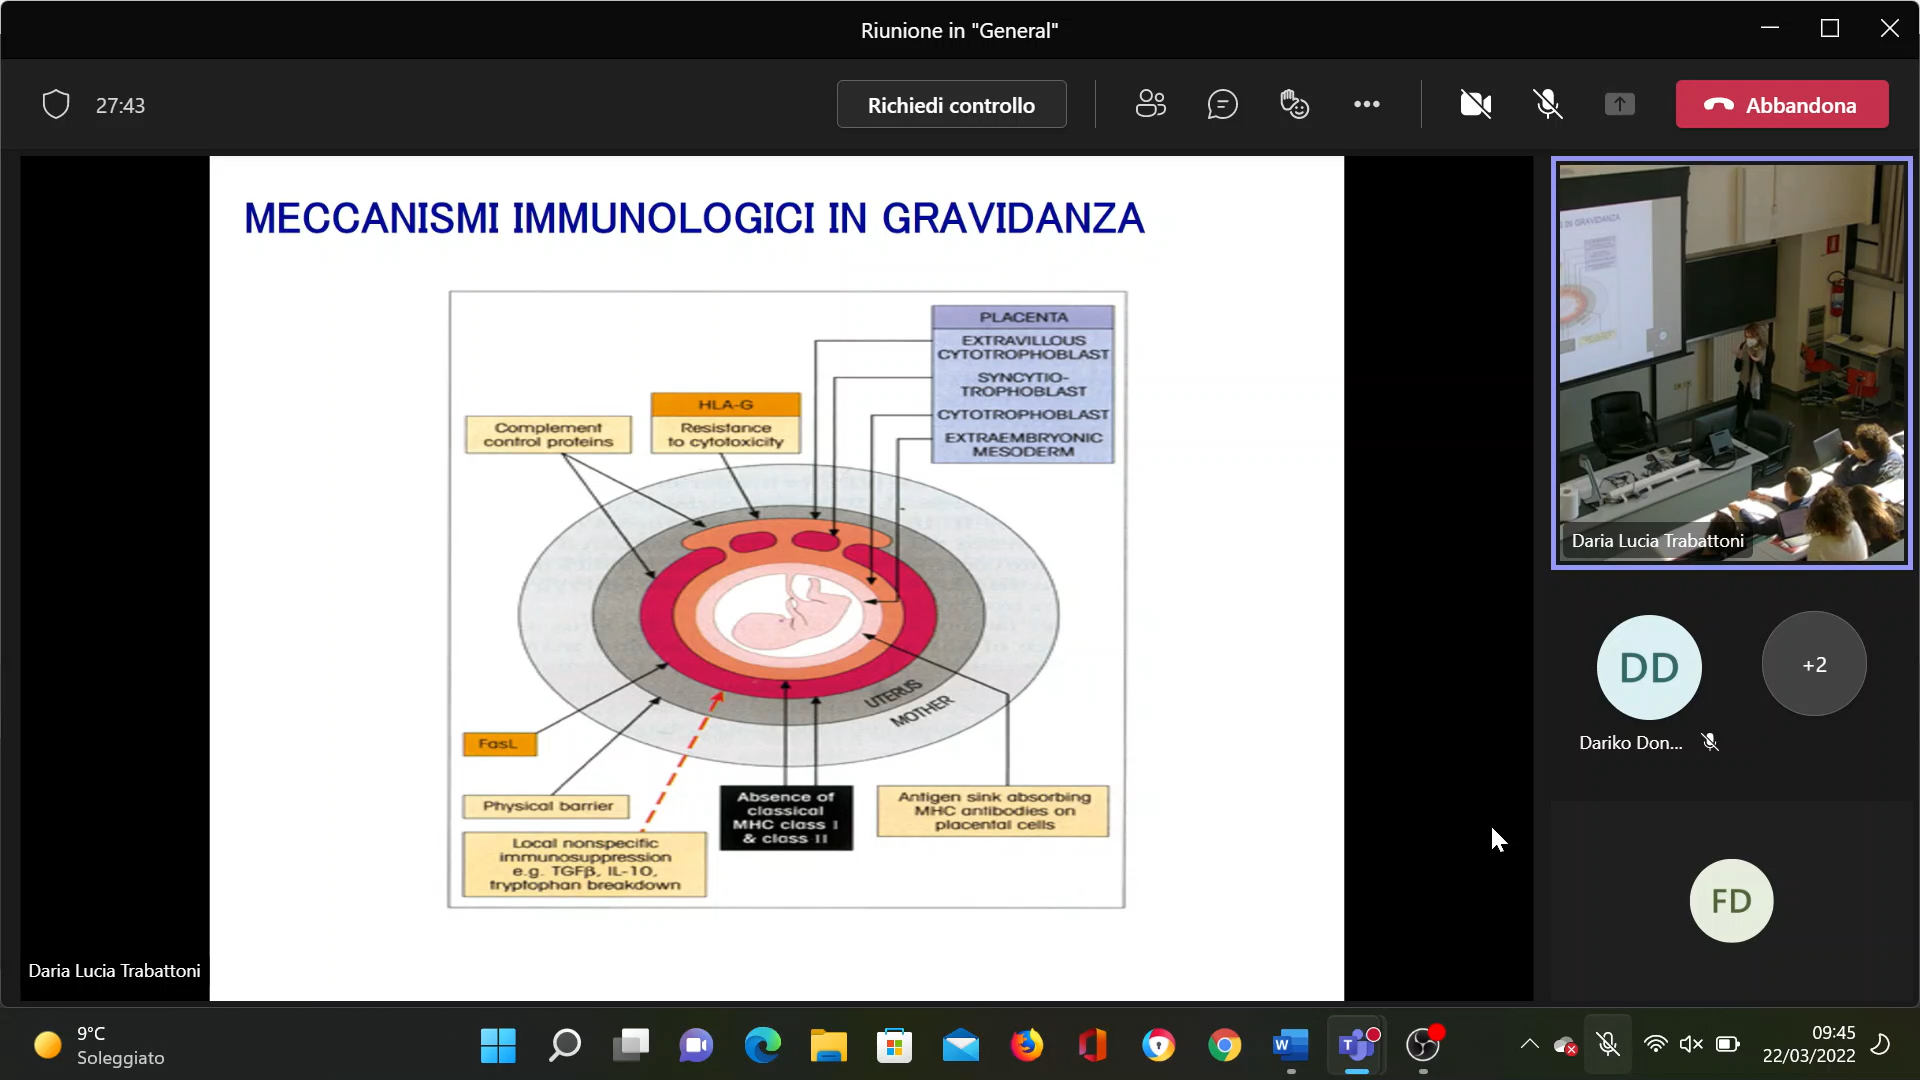 Riunione in "General"
27:43
Richiedi controllo
Abbandona
MECCANISMI IMMUNOLOGICI IN GRAVIDANZA
PLACENTA
EXTRAVILLOUS
CYTOTROPHOBLAST
SYNCYTIO-
TROPHOBLAST
CYTOTROPHOBLAST
EXTRAEMBRYONIC
MESODERM
HLA-G
Resistance
to cytotoxicity
Complement
control proteins
UTERUS
MOTHER
FasL
Physical barrier
Local nonspecific
immunosuppression
e.g. TGFβ, IL-10,
tryptophan breakdown
Absence of
classical
MHC class I
& class II
Antigen sink absorbing
MHC antibodies on
placental cells
Daria Lucia Trabattoni
IN GRAVIDANZA
Daria Lucia Trabattoni
DD
+2
Dariko Don...
FD
9°C
Soleggiato
09:45
22/03/2022